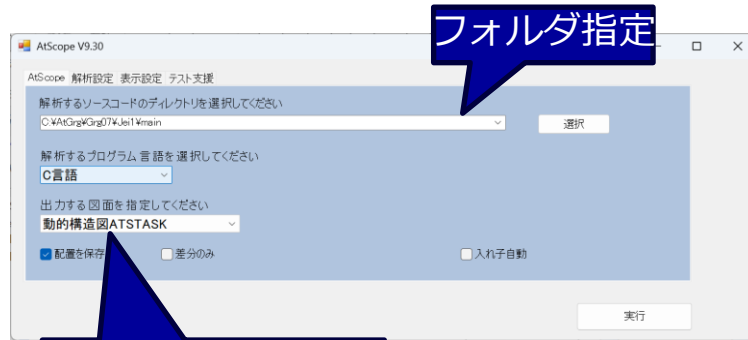 フォルダ指定
AtScope V9.30
AtScope 解析設定 表示設定 テスト支援
解析するソースコードのディレクトリを選択してください
C:¥AtGrg¥Grg07¥Jei1¥main
選択
解析するプログラム言語を選択してください
C言語
出力する図面を指定してください
動的構造図ATSTASK
配置を保存 差分のみ 入れ子自動
実行